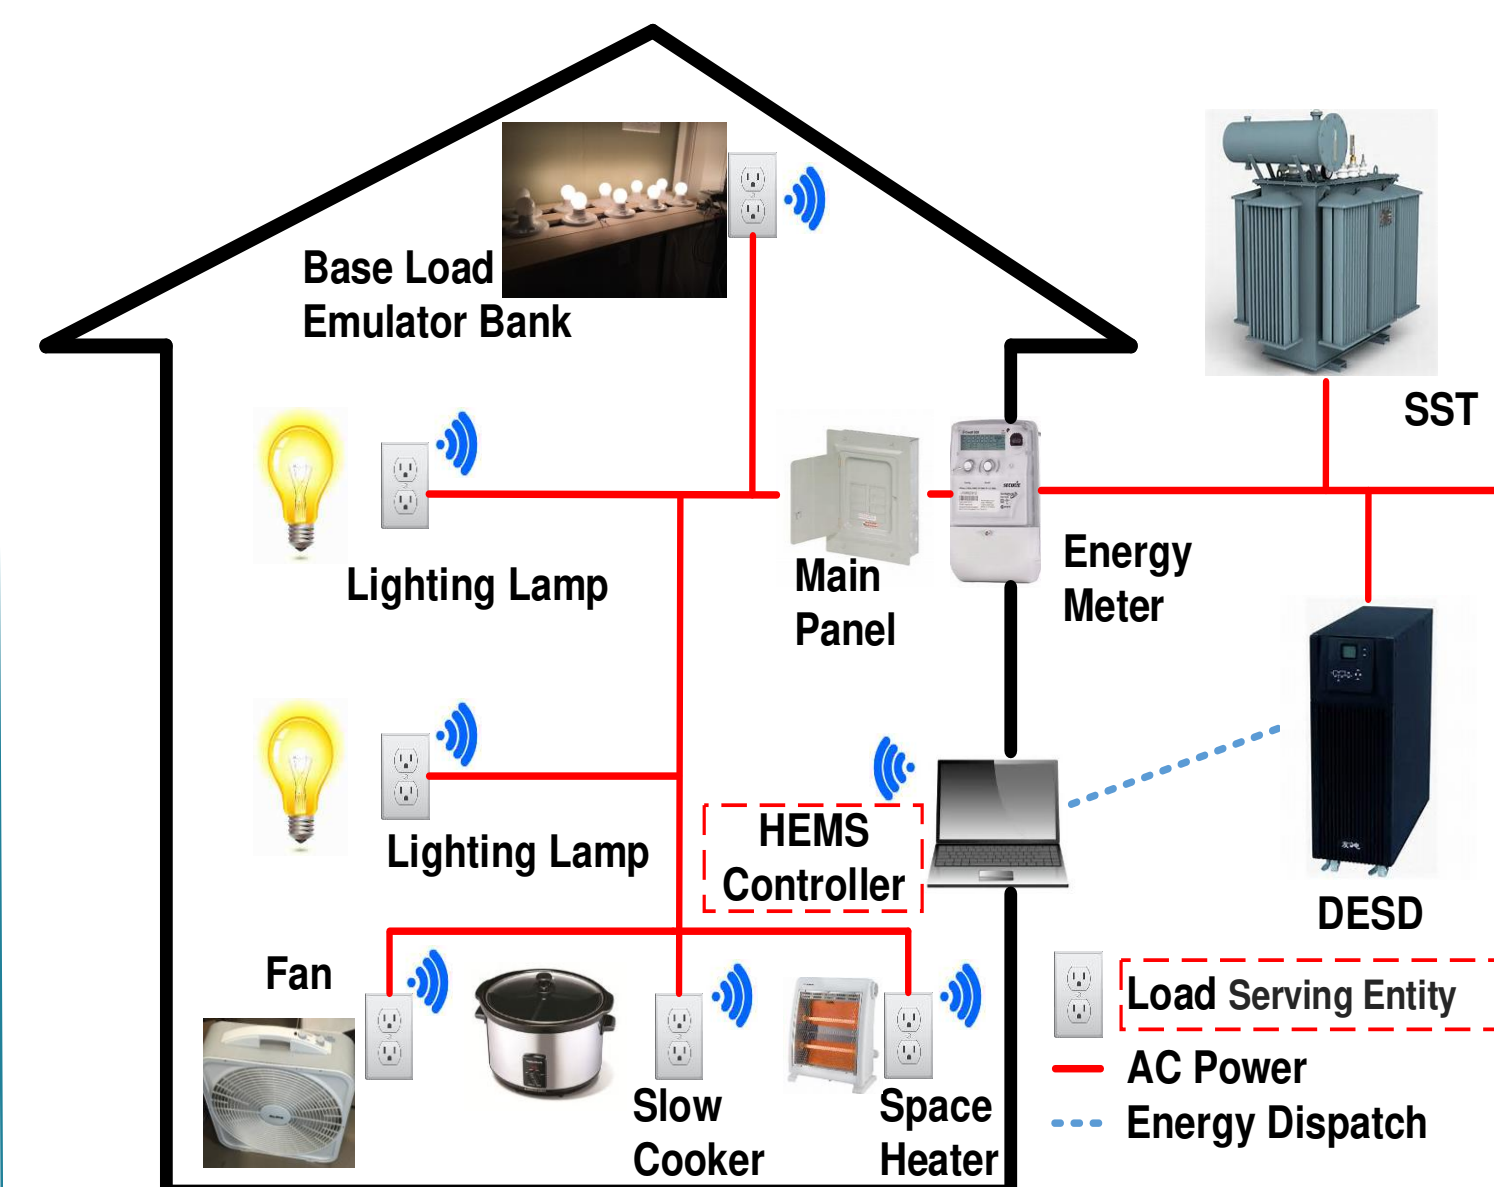 Base Load
Emulator Bank
SST
Lighting Lamp
Main
Panel
Energy
Meter
Lighting Lamp
HEMS
Controller
DESD
Fan
Load Serving Entity
AC Power
Energy Dispatch
Slow
Cooker
Space
Heater